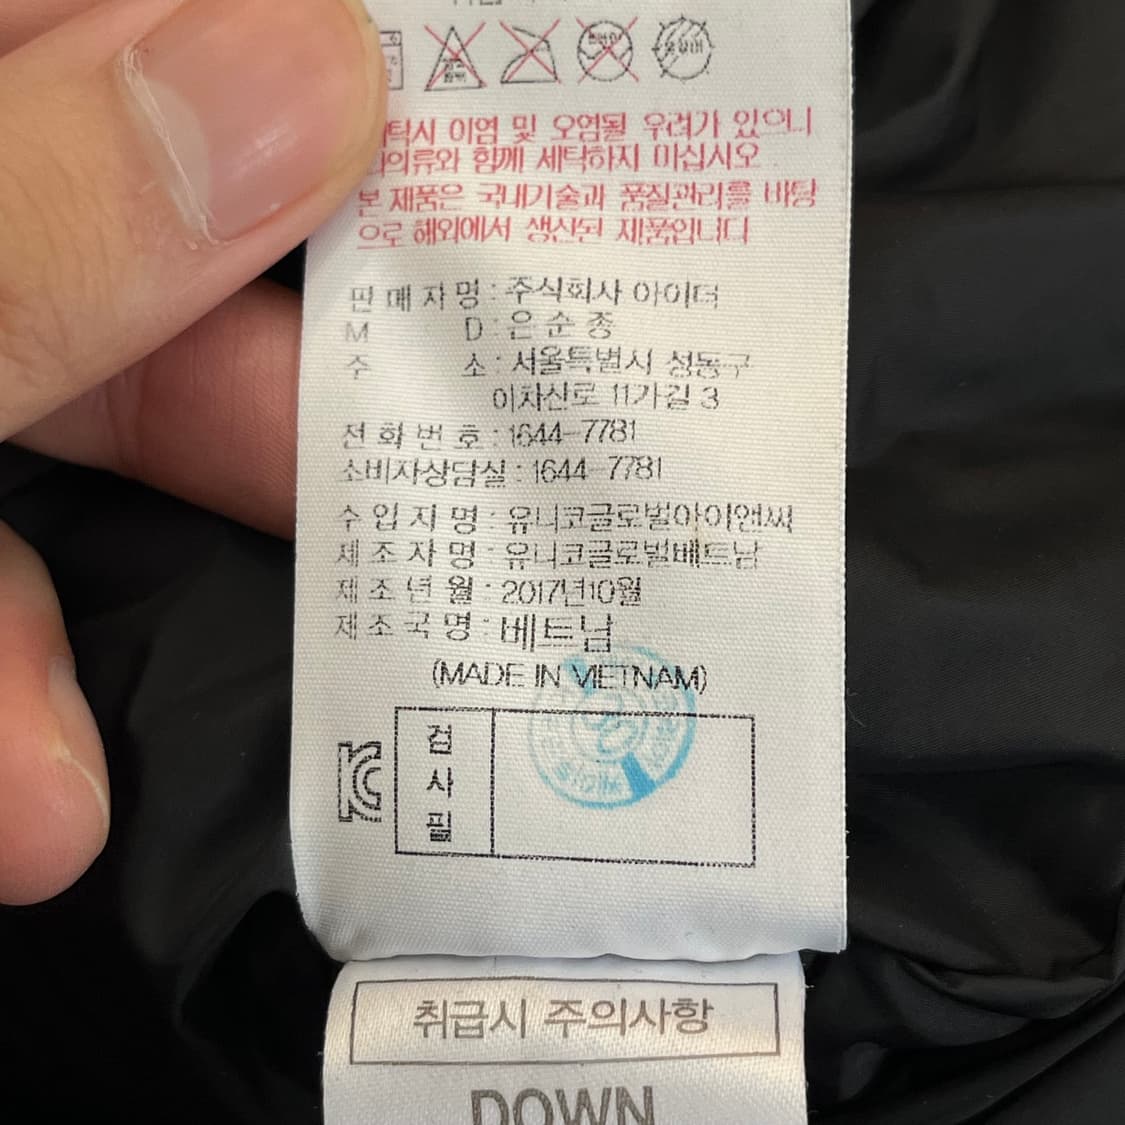 세탁시 이염 및 오염될 우려가 있으니
의류와 함께 세탁하지 마십시오
본 제품은 국내기술과 품질관리를 바탕
으로 해외에서 생산된 제품입니다
판 매 자 명 : 주식회사 아이더
M D : 은 순 종
주 소 : 서울특별시 성동구
이차산로 11가길 3
전 화 번 호 : 1644-7781
소비자상담실 : 1644-7781
수 입 자 명 : 유니코글로벌아이앤씨
제 조 자 명 : 유니코글로벌베트남
제 조 년 월 : 2017년10월
제 조 국 명 : 베트남
(MADE IN VIETNAM)
검
사
필
취급시 주의사항
DOWN